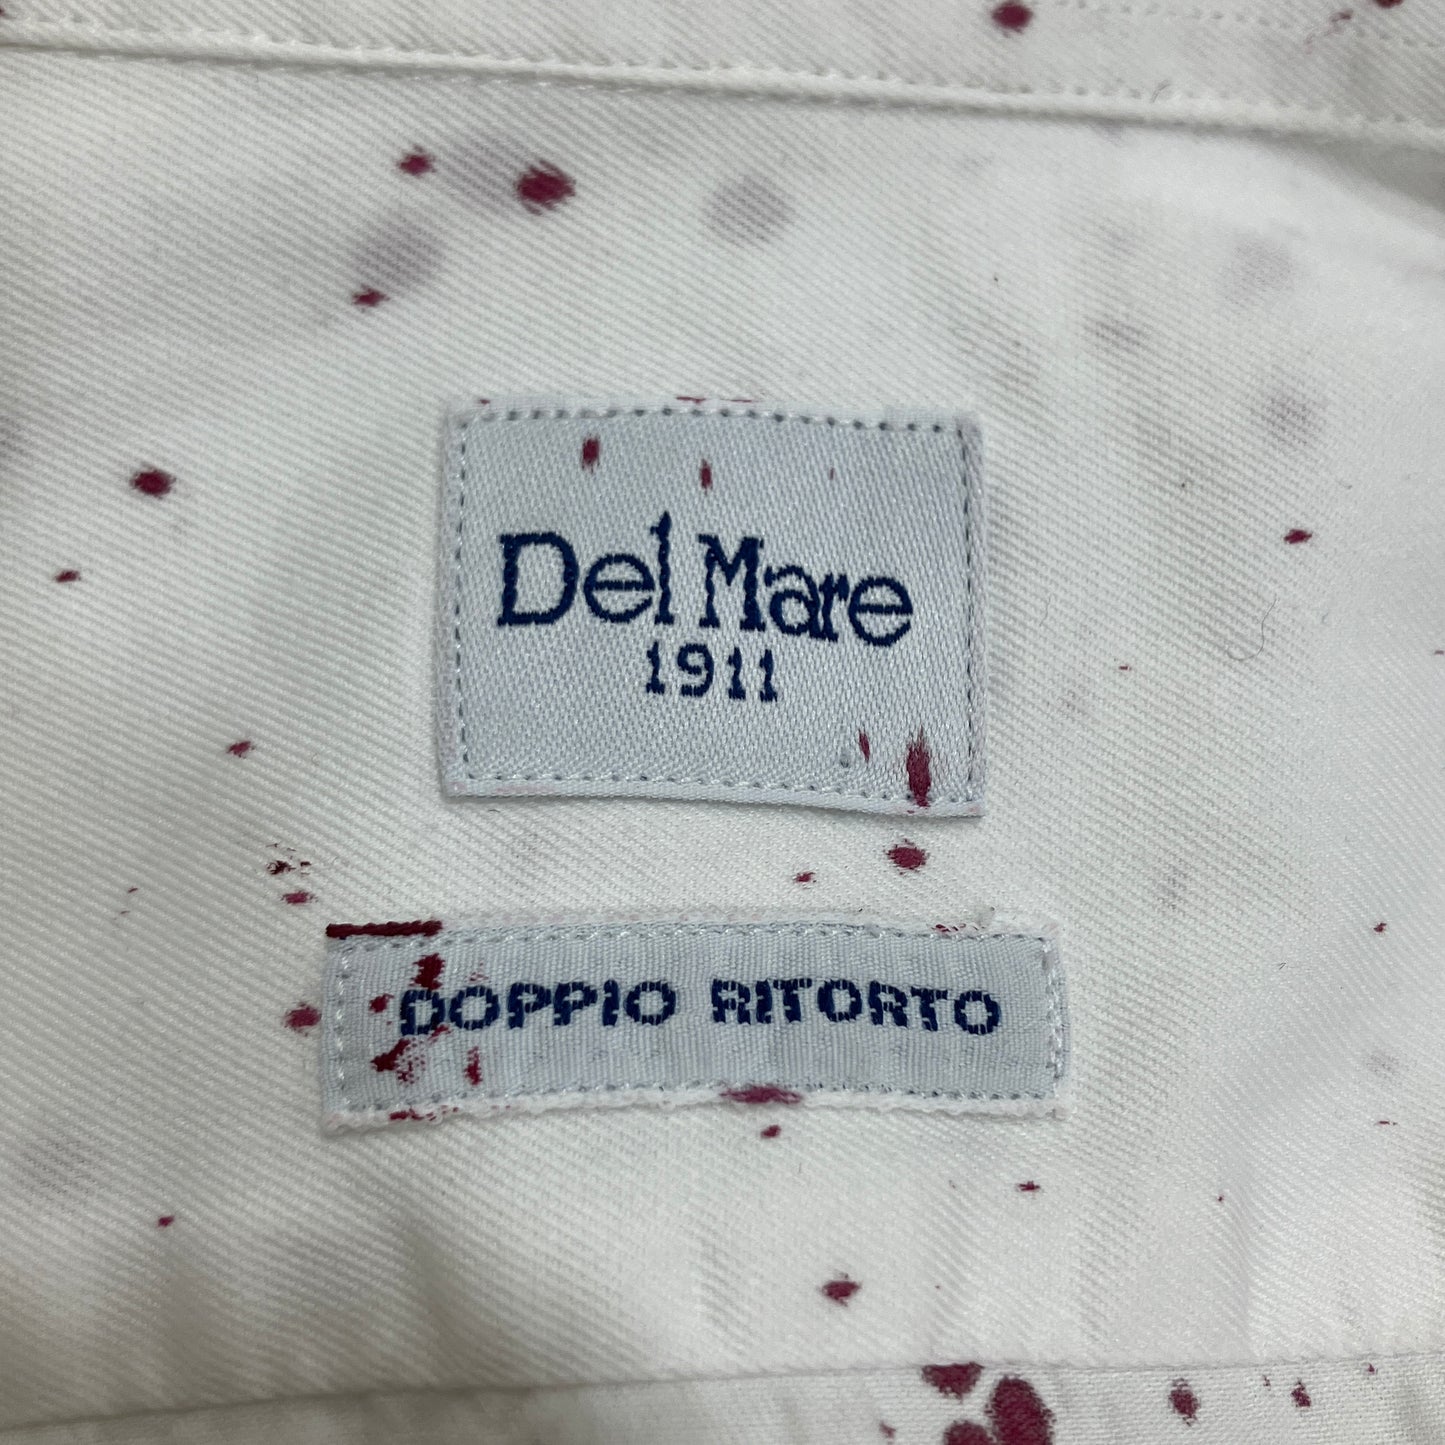 Del Mare
1911
DOPPIO RITORTO